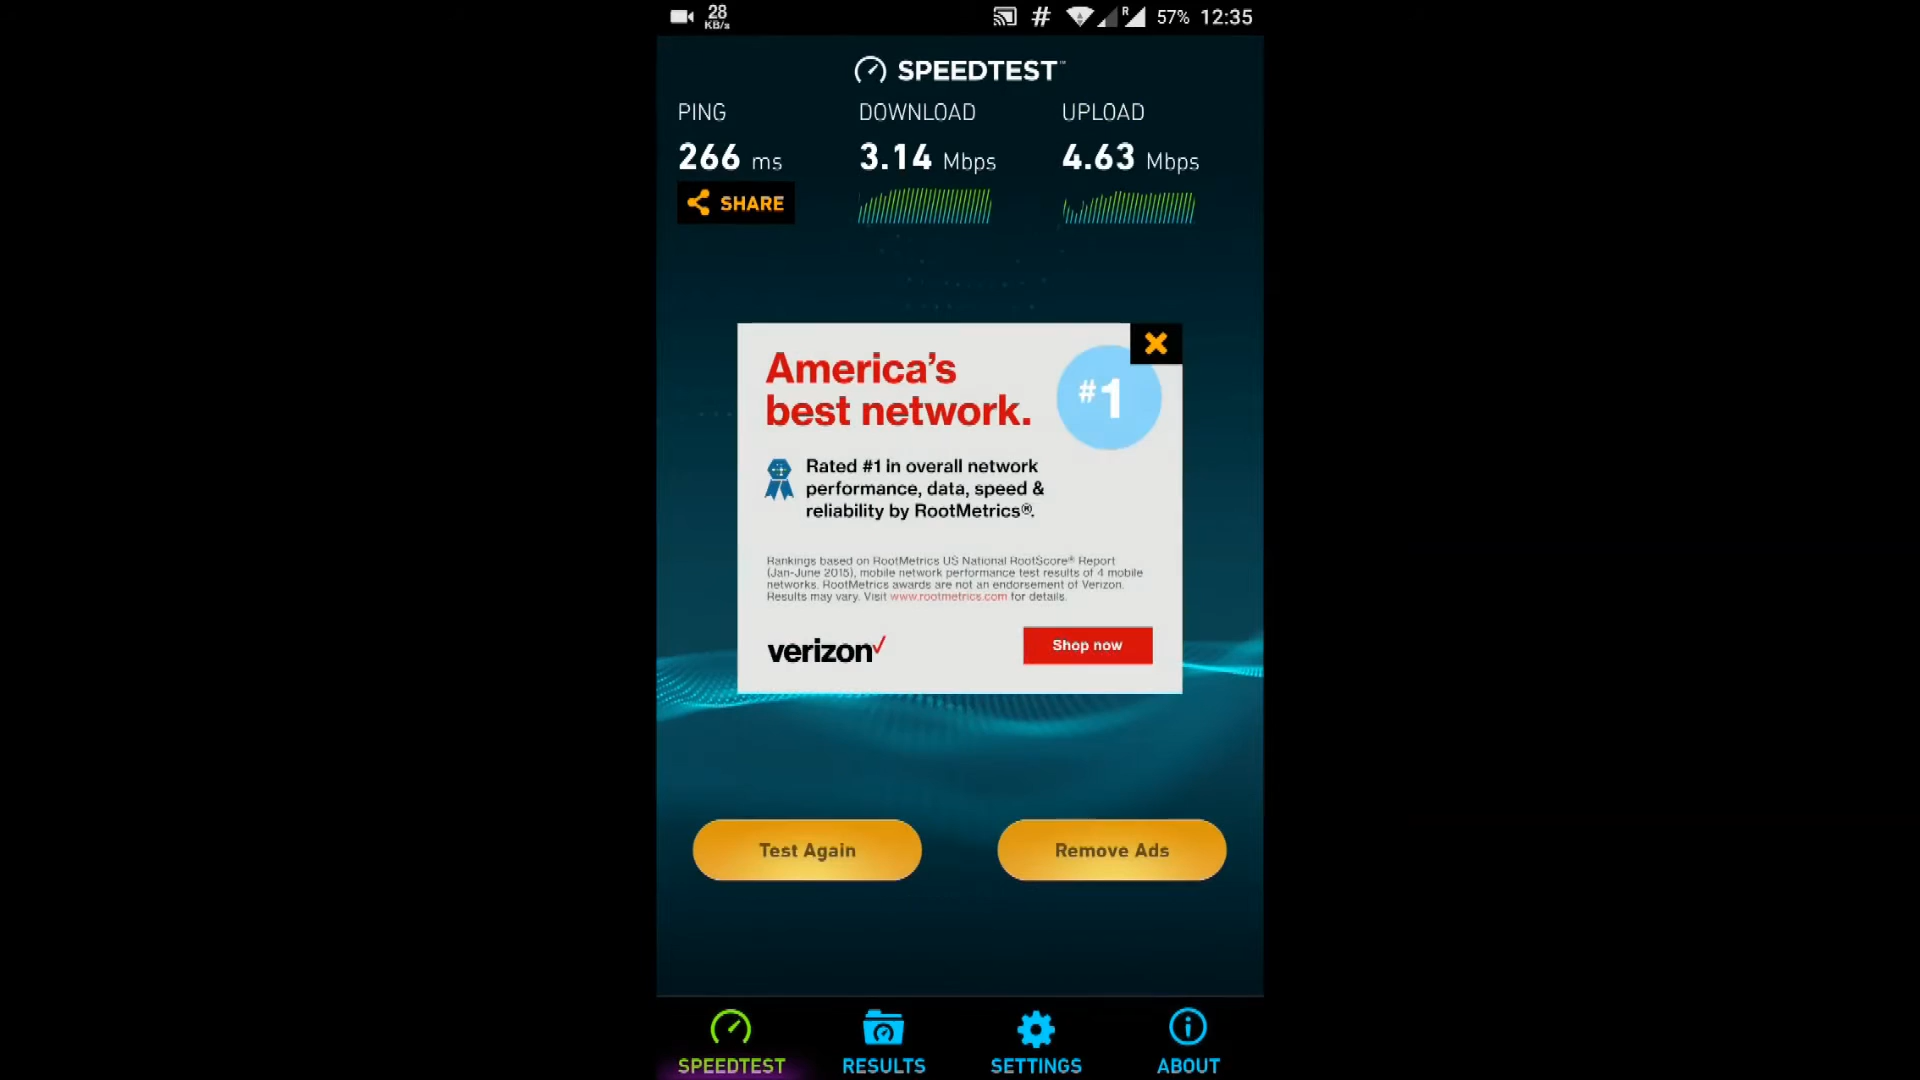 28
KB/s
R
57% 12:35
SPEEDTEST™
PING DOWNLOAD UPLOAD
266 ms 3.14 Mbps 4.63 Mbps
SHARE
America's
best network.
#1
Rated #1 in overall network
performance, data, speed &
reliability by RootMetrics®.
Rankings based on RootMetrics US National RootScore® Report
(Jan-June 2015), mobile network performance test results of 4 mobile
networks. RootMetrics awards are not an endorsement of Verizon.
Results may vary. Visit www.rootmetrics.com for details.
verizon
Shop now
Test Again Remove Ads
SPEEDTEST RESULTS SETTINGS ABOUT